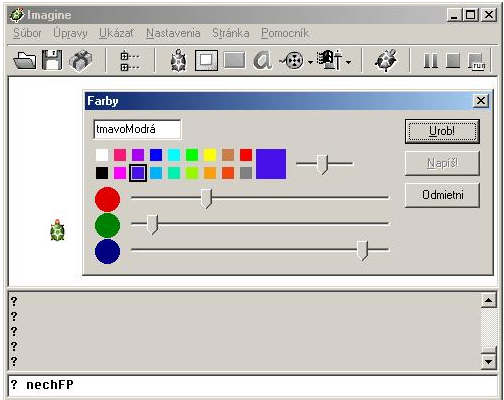 Imagine
Súbor Úpravy Ukázať Nastavenia Stránka Pomocník
a run
Farby
tmavoModrá
Urob!
Napíš!
Odmietni
?
?
?
?
?
? nechFP